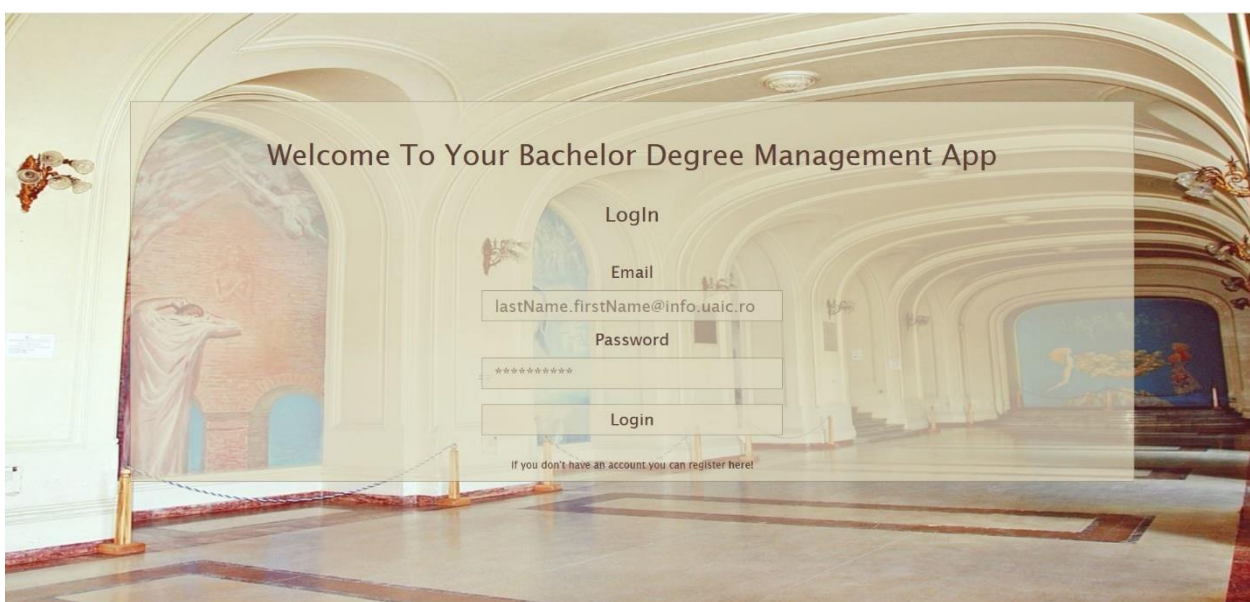 Welcome To Your Bachelor Degree Management App
LogIn
Email
lastName.firstName@info.uaic.ro
Password
**********
Login
If you don't have an account you can register here!